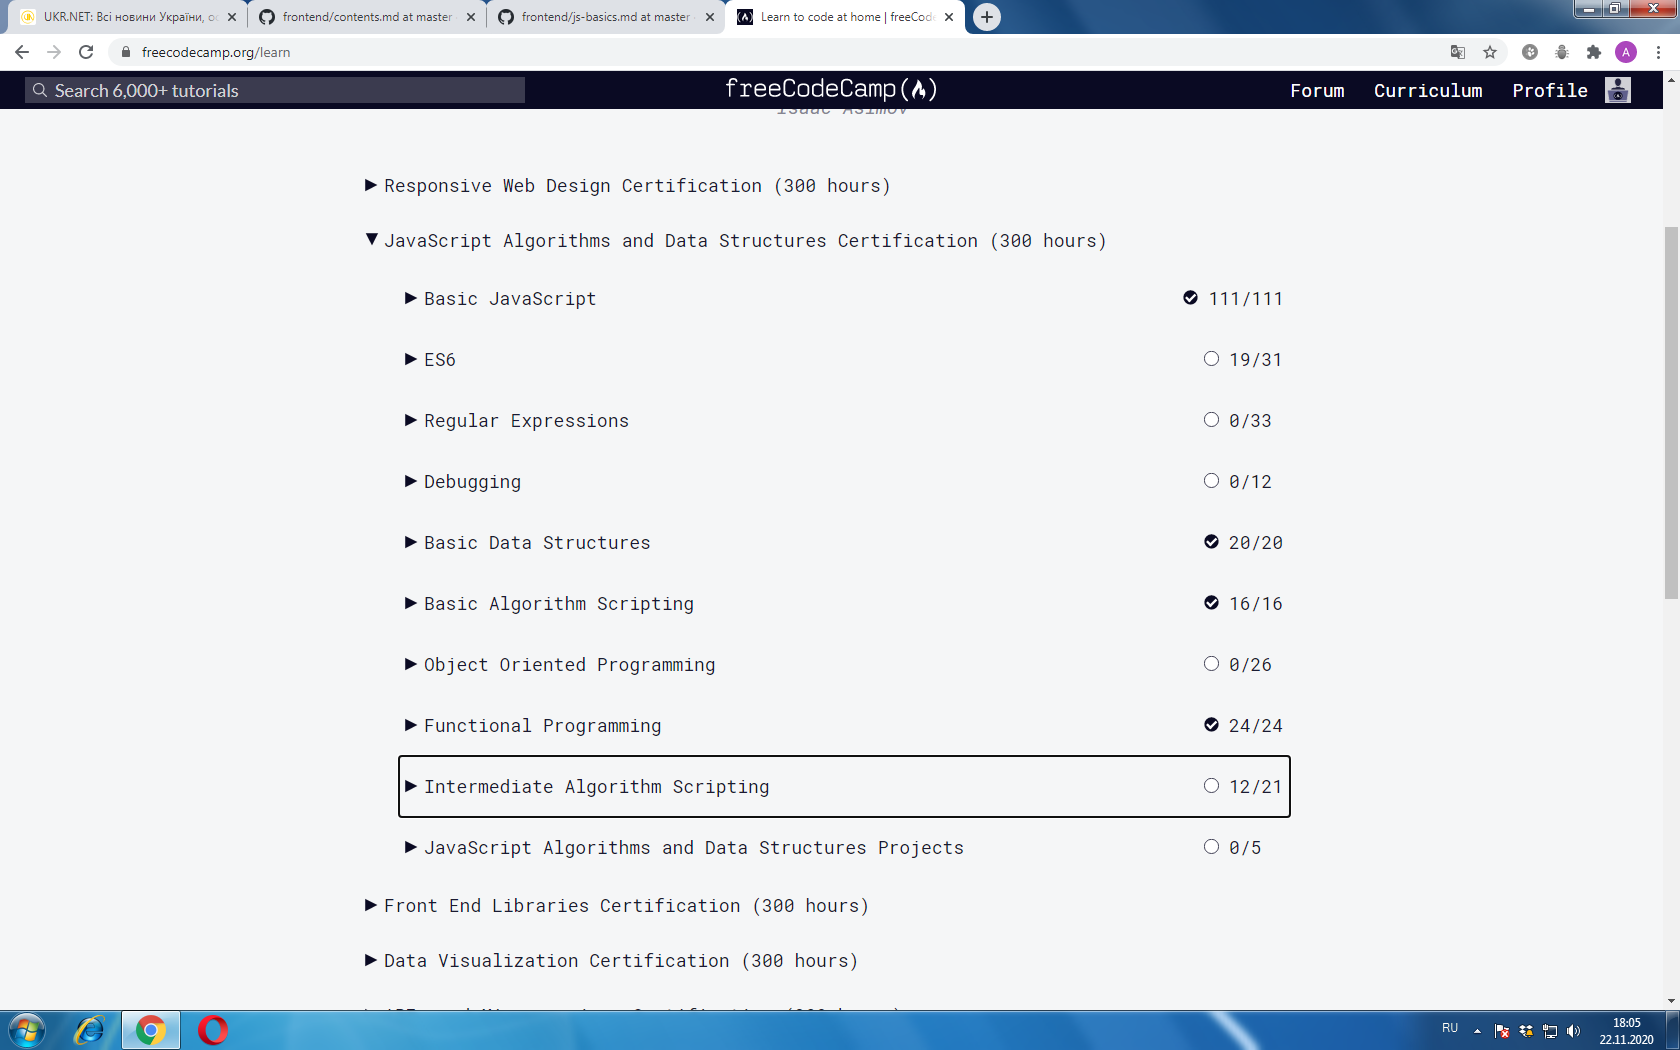 UKR.NET: Всі новини України, ос
frontend/contents.md at master
frontend/js-basics.md at master
Learn to code at home | freeCode
freecodecamp.org/learn
A
Search 6,000+ tutorials
freeCodeCamp
Forum
Curriculum
Profile
Isaac Asimov
Responsive Web Design Certification (300 hours)
JavaScript Algorithms and Data Structures Certification (300 hours)
Basic JavaScript 111/111
ES6 19/31
Regular Expressions 0/33
Debugging 0/12
Basic Data Structures 20/20
Basic Algorithm Scripting 16/16
Object Oriented Programming 0/26
Functional Programming 24/24
Intermediate Algorithm Scripting 12/21
JavaScript Algorithms and Data Structures Projects 0/5
Front End Libraries Certification (300 hours)
Data Visualization Certification (300 hours)
RU
18:05
22.11.2020